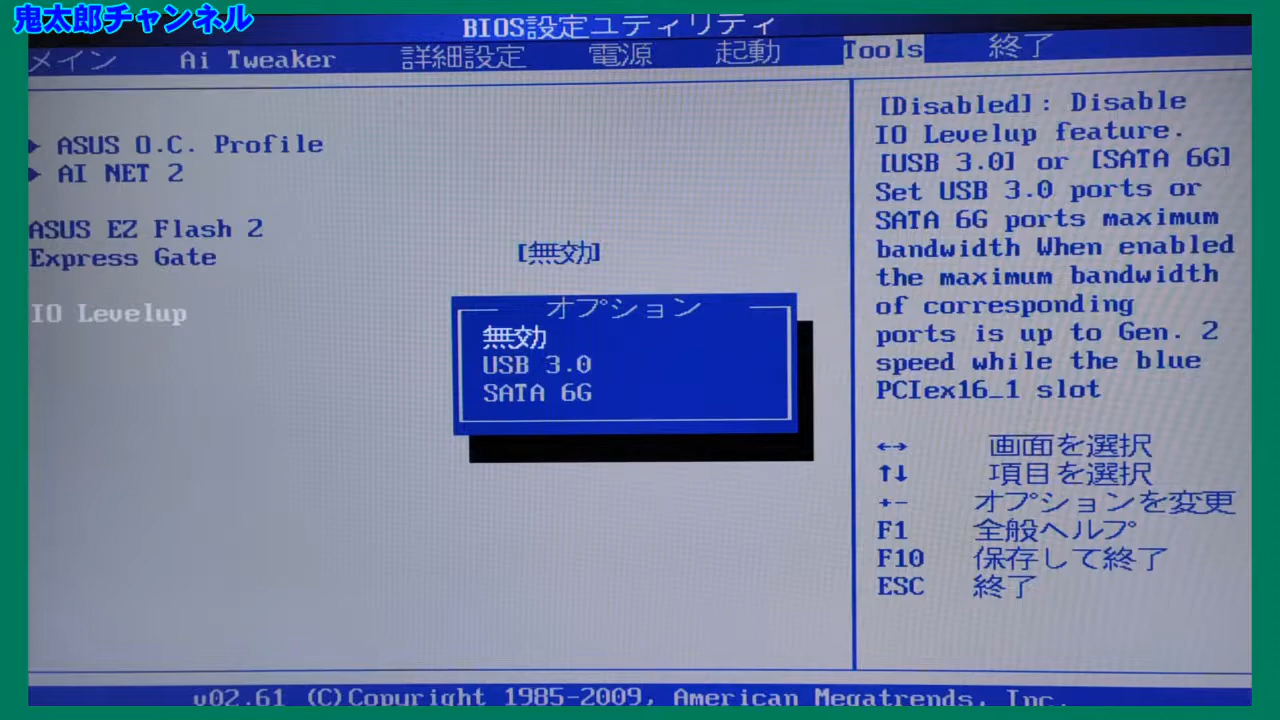 鬼太郎チャンネル
BIOS設定ユティリティ
メイン Ai Tweaker 詳細設定 電源 起動 Tools 終了
▶ ASUS O.C. Profile
▶ AI NET 2
ASUS EZ Flash 2
Express Gate [無効]
IO Levelup
オプション
無効
USB 3.0
SATA 6G
[Disabled]: Disable
IO Levelup feature.
[USB 3.0] or [SATA 6G]
Set USB 3.0 ports or
SATA 6G ports maximum
bandwidth When enabled
the maximum bandwidth
of corresponding
ports is up to Gen. 2
speed while the blue
PCIex16_1 slot
←→ 画面を選択
↑↓ 項目を選択
+- オプションを変更
F1 全般ヘルプ
F10 保存して終了
ESC 終了
v02.61 (C)Copyright 1985-2009, American Megatrends, Inc.